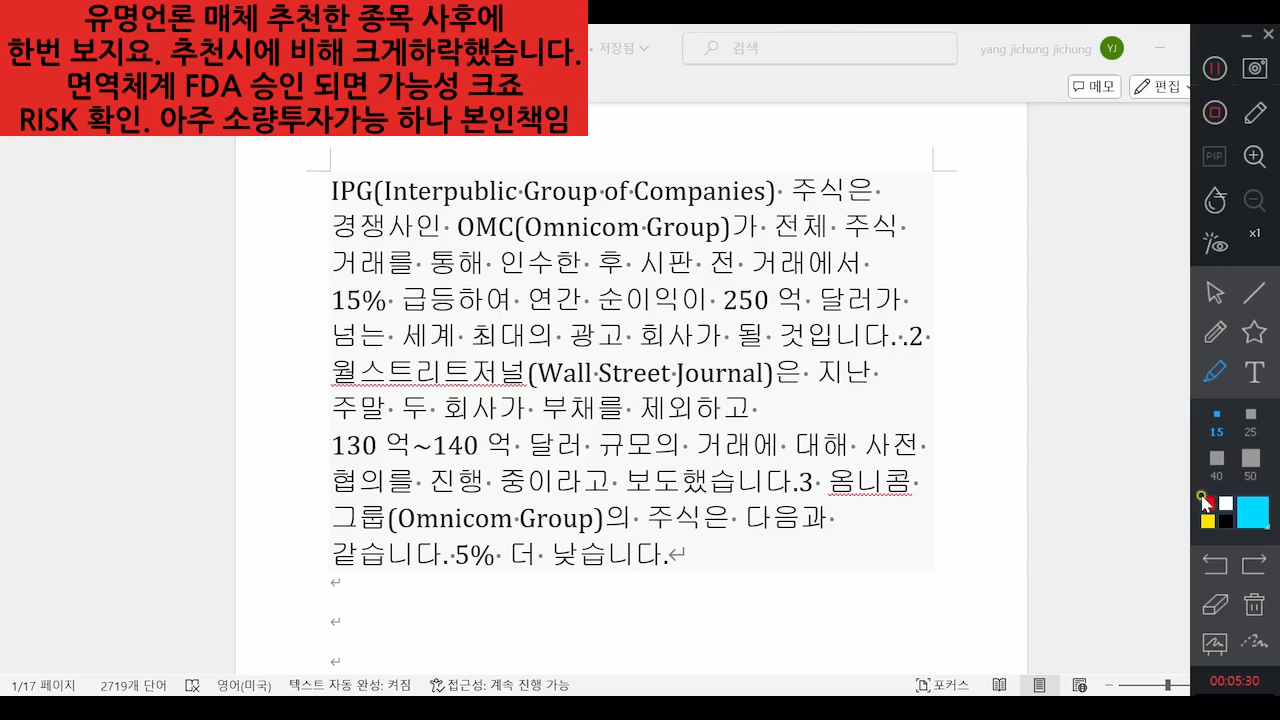 유명언론 매체 추천한 종목 사후에
한번 보지요. 추천시에 비해 크게하락했습니다.
면역체계 FDA 승인 되면 가능성 크죠
RISK 확인. 아주 소량투자가능 하나 본인책임
저장됨
검색
yang jichung jichung
YJ
메모
편집
IPG(Interpublic Group of Companies) 주식은
경쟁사인 OMC(Omnicom Group)가 전체 주식
거래를 통해 인수한 후 시판 전 거래에서
15% 급등하여 연간 순이익이 250 억 달러가
넘는 세계 최대의 광고 회사가 될 것입니다. .2
월스트리트저널(Wall Street Journal)은 지난
주말 두 회사가 부채를 제외하고
130 억~140 억 달러 규모의 거래에 대해 사전
협의를 진행 중이라고 보도했습니다.3 옴니콤
그룹(Omnicom Group)의 주식은 다음과
같습니다. 5% 더 낮습니다.
PIP
x1
T
15 25
40 50
00:05:30
1/17 페이지 2719개 단어 영어(미국) 텍스트 자동 완성: 켜짐 접근성: 계속 진행 가능 포커스